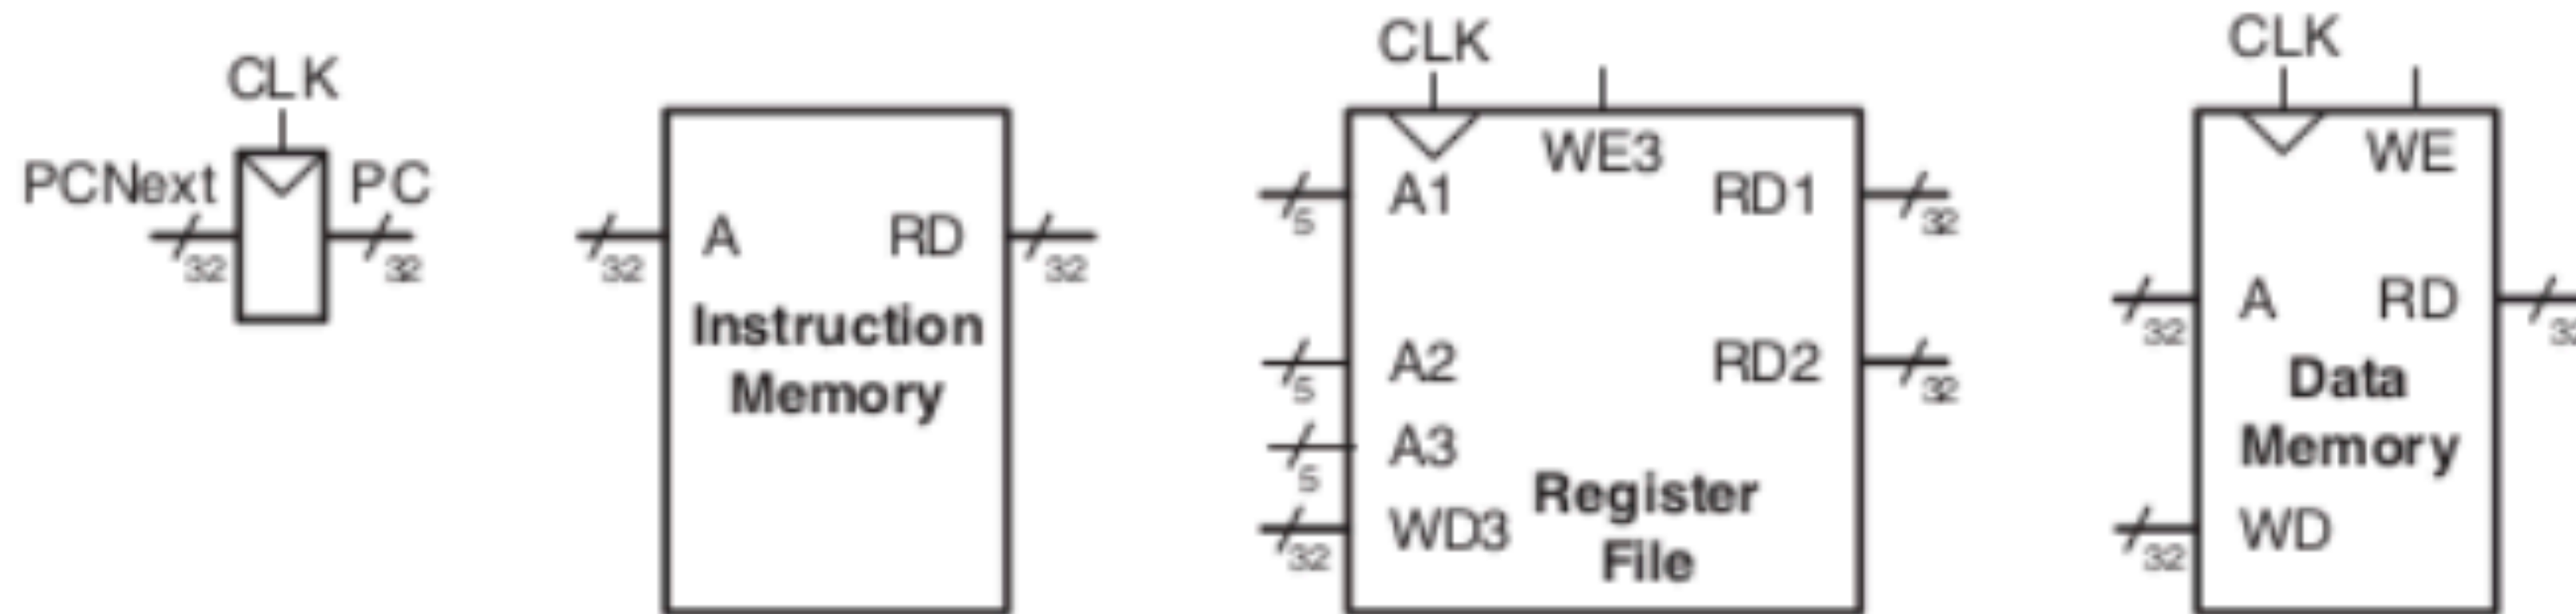 CLK
PCNext
PC
32
32
A
RD
32
32
Instruction
Memory
CLK
WE3
A1
RD1
5
32
A2
RD2
5
32
A3
5
WD3
32
Register
File
CLK
WE
A
RD
32
Data
Memory
WD
32